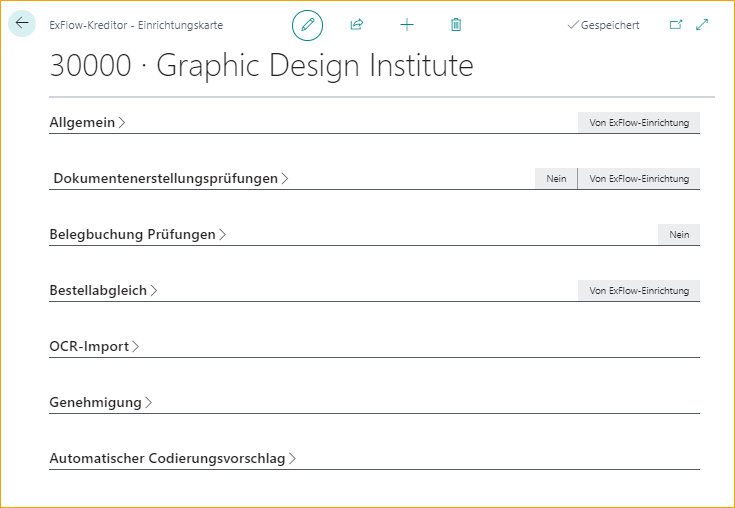 ExFlow-Kreditor - Einrichtungskarte
Gespeichert
30000 · Graphic Design Institute
Allgemein Von ExFlow-Einrichtung
Dokumentenerstellungsprüfungen Nein Von ExFlow-Einrichtung
Belegbuchung Prüfungen Nein
Bestellabgleich Von ExFlow-Einrichtung
OCR-Import
Genehmigung
Automatischer Codierungsvorschlag